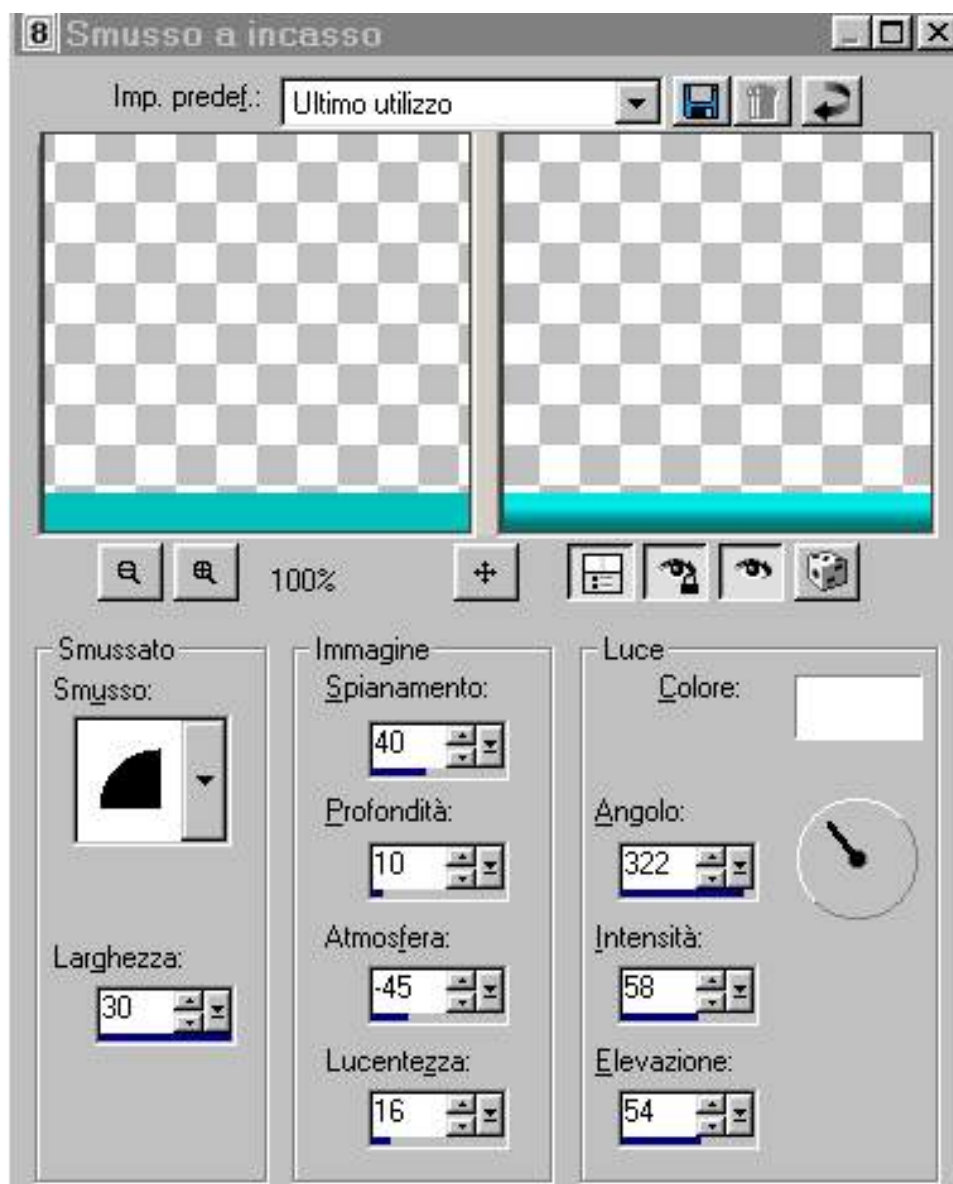 8 Smusso a incasso
Imp. predef.: Ultimo utilizzo
100%
Smussato
Smusso:
Larghezza:
30
Immagine
Spianamento:
40
Profondità:
10
Atmosfera:
-45
Lucentezza:
16
Luce
Colore:
Angolo:
322
Intensità:
58
Elevazione:
54